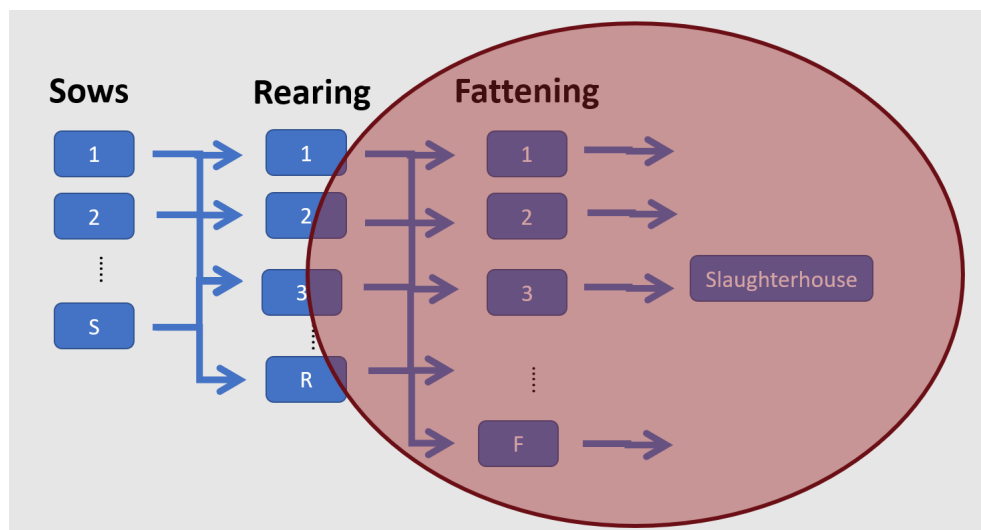 Sows
Rearing
Fattening
1
1
1
2
2
2
3
3
Slaughterhouse
S
R
F